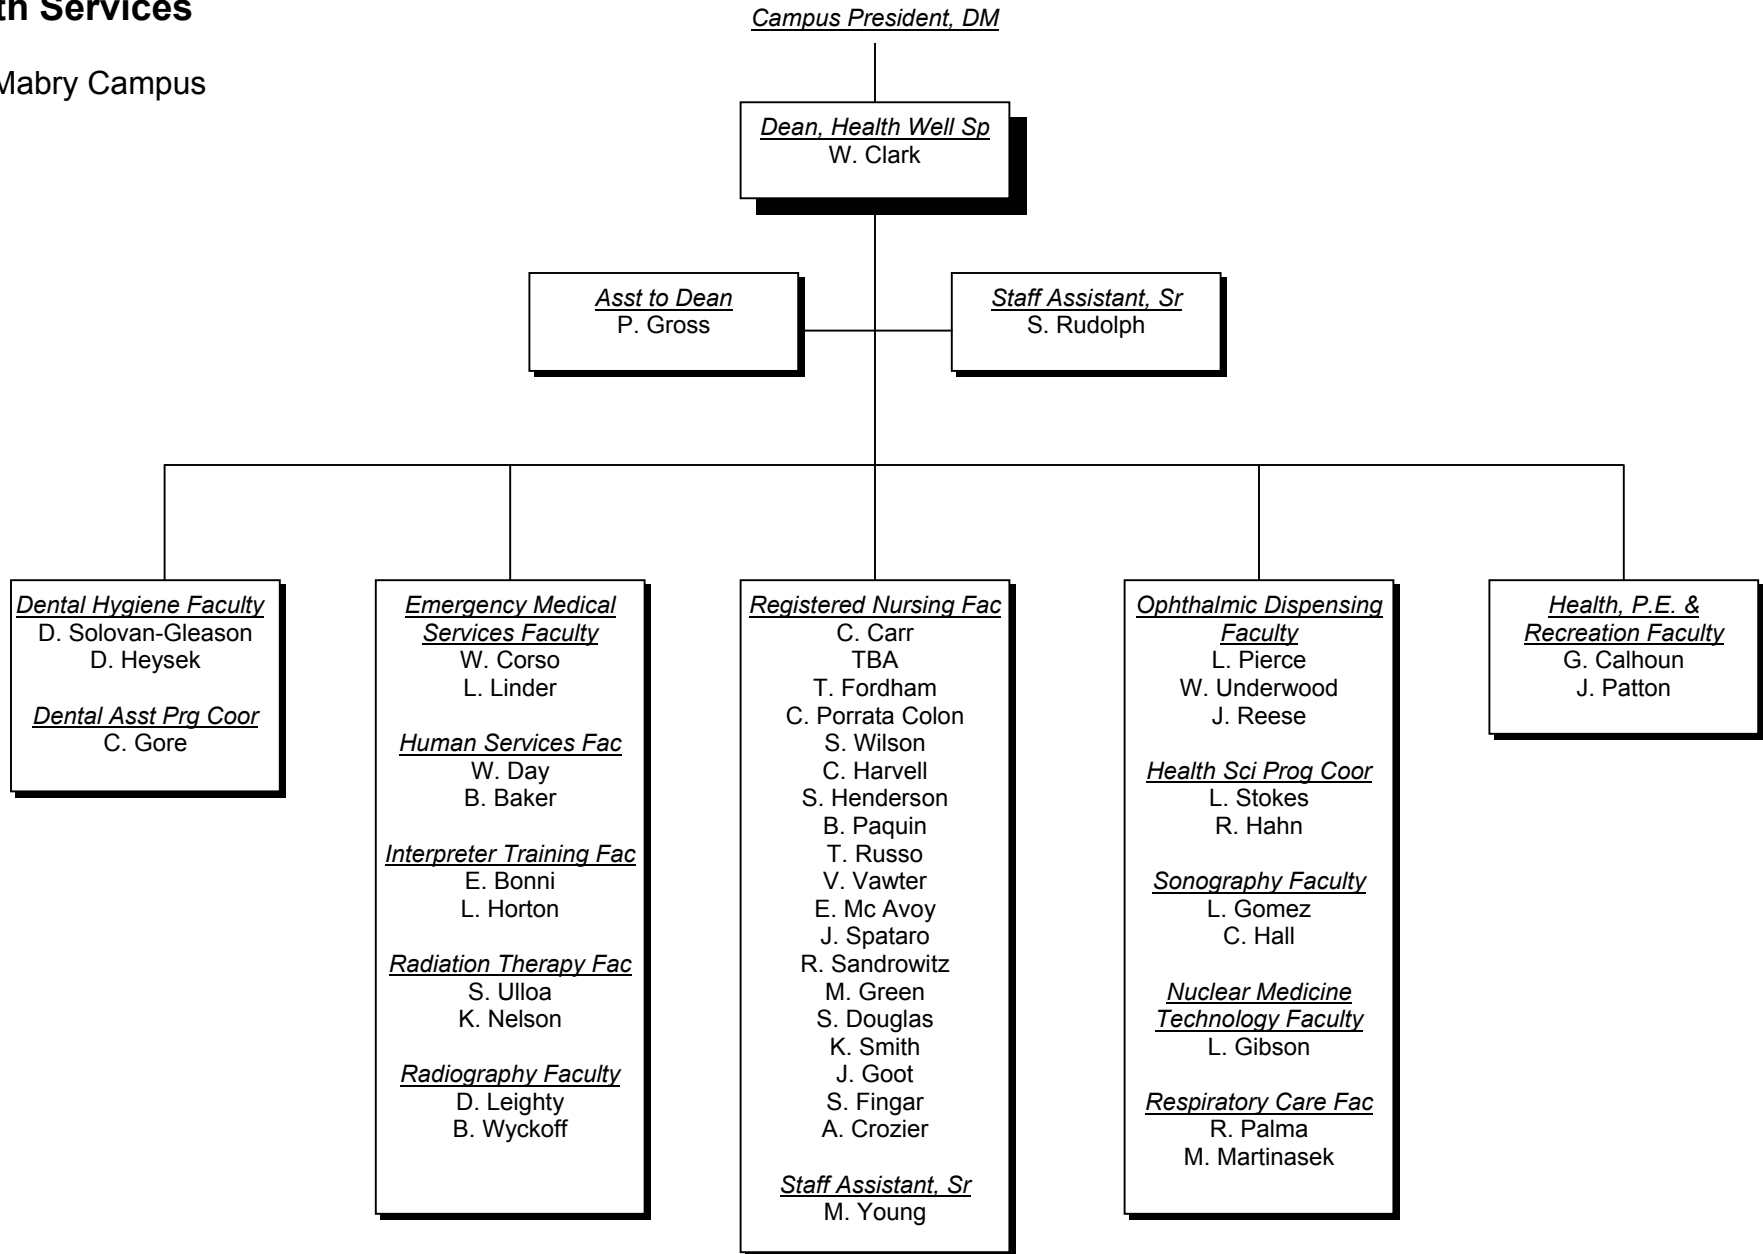 th Services
Mabry Campus
Campus President, DM
Dean, Health Well Sp
W. Clark
Asst to Dean
P. Gross
Staff Assistant, Sr
S. Rudolph
Dental Hygiene Faculty
D. Solovan-Gleason
D. Heysek
Dental Asst Prg Coor
C. Gore
Emergency Medical
Services Faculty
W. Corso
L. Linder
Human Services Fac
W. Day
B. Baker
Interpreter Training Fac
E. Bonni
L. Horton
Radiation Therapy Fac
S. Ulloa
K. Nelson
Radiography Faculty
D. Leighty
B. Wyckoff
Registered Nursing Fac
C. Carr
TBA
T. Fordham
C. Porrata Colon
S. Wilson
C. Harvell
S. Henderson
B. Paquin
T. Russo
V. Vawter
E. Mc Avoy
J. Spataro
R. Sandrowitz
M. Green
S. Douglas
K. Smith
J. Goot
S. Fingar
A. Crozier
Staff Assistant, Sr
M. Young
Ophthalmic Dispensing
Faculty
L. Pierce
W. Underwood
J. Reese
Health Sci Prog Coor
L. Stokes
R. Hahn
Sonography Faculty
L. Gomez
C. Hall
Nuclear Medicine
Technology Faculty
L. Gibson
Respiratory Care Fac
R. Palma
M. Martinasek
Health, P.E. &
Recreation Faculty
G. Calhoun
J. Patton